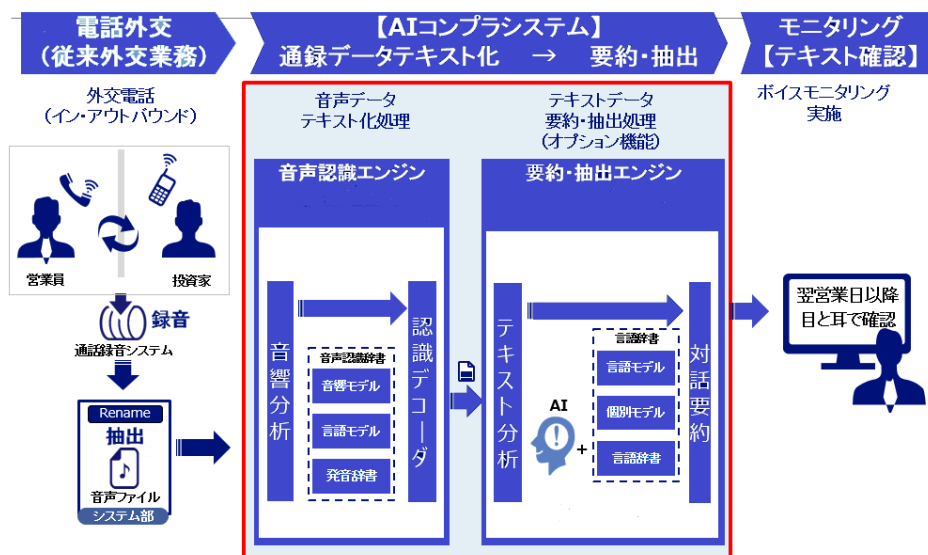 電話外交
(従来外交業務)
【AIコンプラシステム】
通録データテキスト化 → 要約・抽出
モニタリング
【テキスト確認】
外交電話
(イン・アウトバウンド)
営業員
投資家
録音
通話録音システム
Rename
抽出
音声ファイル
システム部
音声データ
テキスト化処理
音声認識エンジン
音響分析
音声認識辞書
音響モデル
言語モデル
発音辞書
認識デコーダ
テキストデータ
要約・抽出処理
(オプション機能)
要約・抽出エンジン
テキスト分析
AI
+
言語辞書
言語モデル
個別モデル
言語辞書
対話要約
ボイスモニタリング
実施
翌営業日以降
目と耳で確認